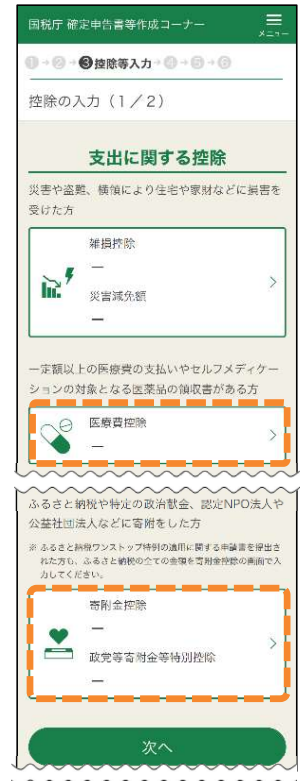 国税庁 確定申告書等作成コーナー
メニュー
1 2 3 控除等入力 4 5 6
控除の入力(1/2)
支出に関する控除
災害や盗難、横領により住宅や家財などに損害を
受けた方
雑損控除
―
災害減免額
―
一定額以上の医療費の支払いやセルフメディケー
ションの対象となる医薬品の領収書がある方
医療費控除
―
ふるさと納税や特定の政治献金、認定NPO法人や
公益社団法人などに寄附をした方
※ ふるさと納税ワンストップ特例の適用に関する申請書を提出さ
れた方も、ふるさと納税の全ての金額を寄附金控除の画面で入
力してください。
寄附金控除
―
政党等寄附金等特別控除
―
次へ